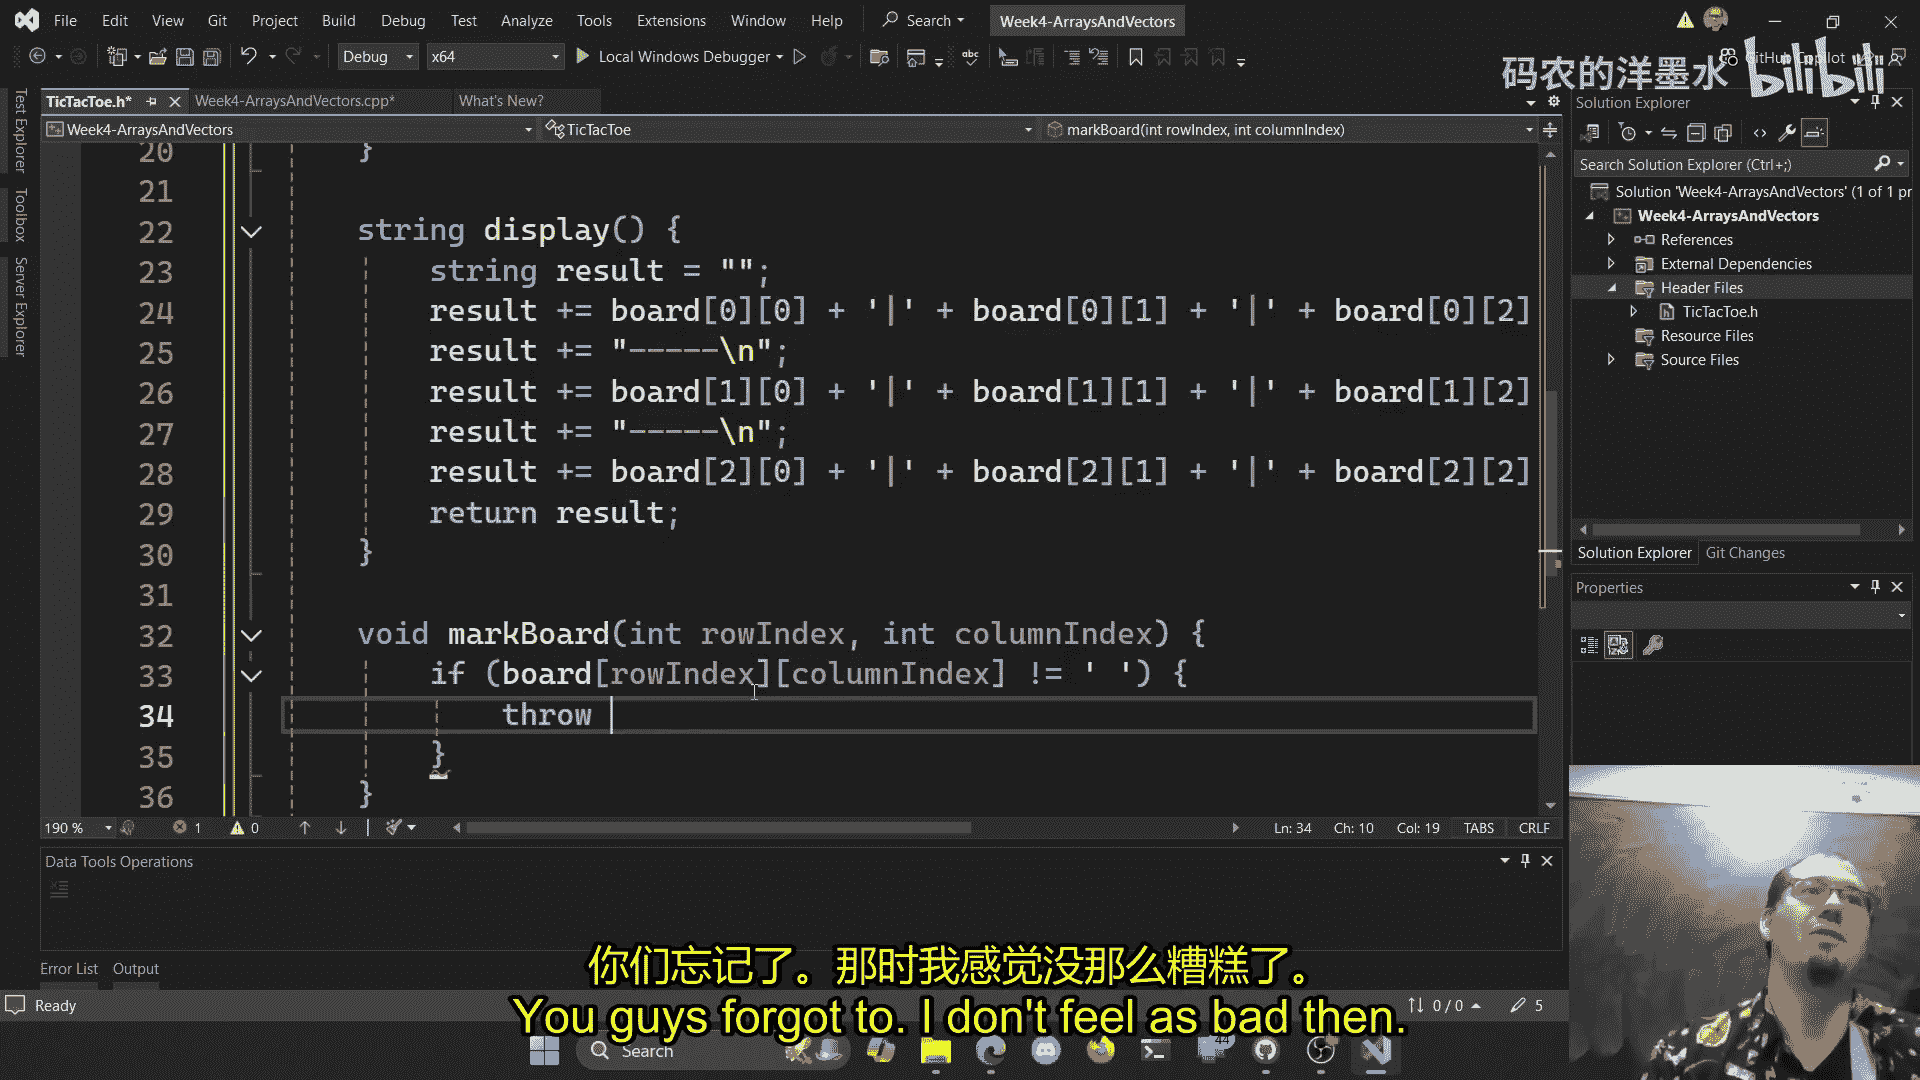 File Edit View Git Project Build Debug Test Analyze Tools Extensions Window Help Search Week4-ArraysAndVectors
Debug x64 Local Windows Debugger
码农的洋墨水 bilibili
TicTacToe.h* Week4-ArraysAndVectors.cpp* What's New?
Week4-ArraysAndVectors TicTacToe markBoard(int rowIndex, int columnIndex)
Test Explorer
Toolbox
Server Explorer
20 }
21
22 string display() {
23 string result = "";
24 result += board[0][0] + '|' + board[0][1] + '|' + board[0][2]
25 result += "-----\n";
26 result += board[1][0] + '|' + board[1][1] + '|' + board[1][2]
27 result += "-----\n";
28 result += board[2][0] + '|' + board[2][1] + '|' + board[2][2]
29 return result;
30 }
31
32 void markBoard(int rowIndex, int columnIndex) {
33 if (board[rowIndex][columnIndex] != ' ') {
34 throw
35 }
36 }
190 % 1 0 Ln: 34 Ch: 10 Col: 19 TABS CRLF
Solution Explorer
Search Solution Explorer (Ctrl+;)
Solution 'Week4-ArraysAndVectors' (1 of 1 pr
Week4-ArraysAndVectors
References
External Dependencies
Header Files
TicTacToe.h
Resource Files
Source Files
Solution Explorer Git Changes
Properties
Data Tools Operations
Error List Output
Ready 0 / 0 5
你们忘记了。那时我感觉没那么糟糕了。
You guys forgot to. I don't feel as bad then.
Search